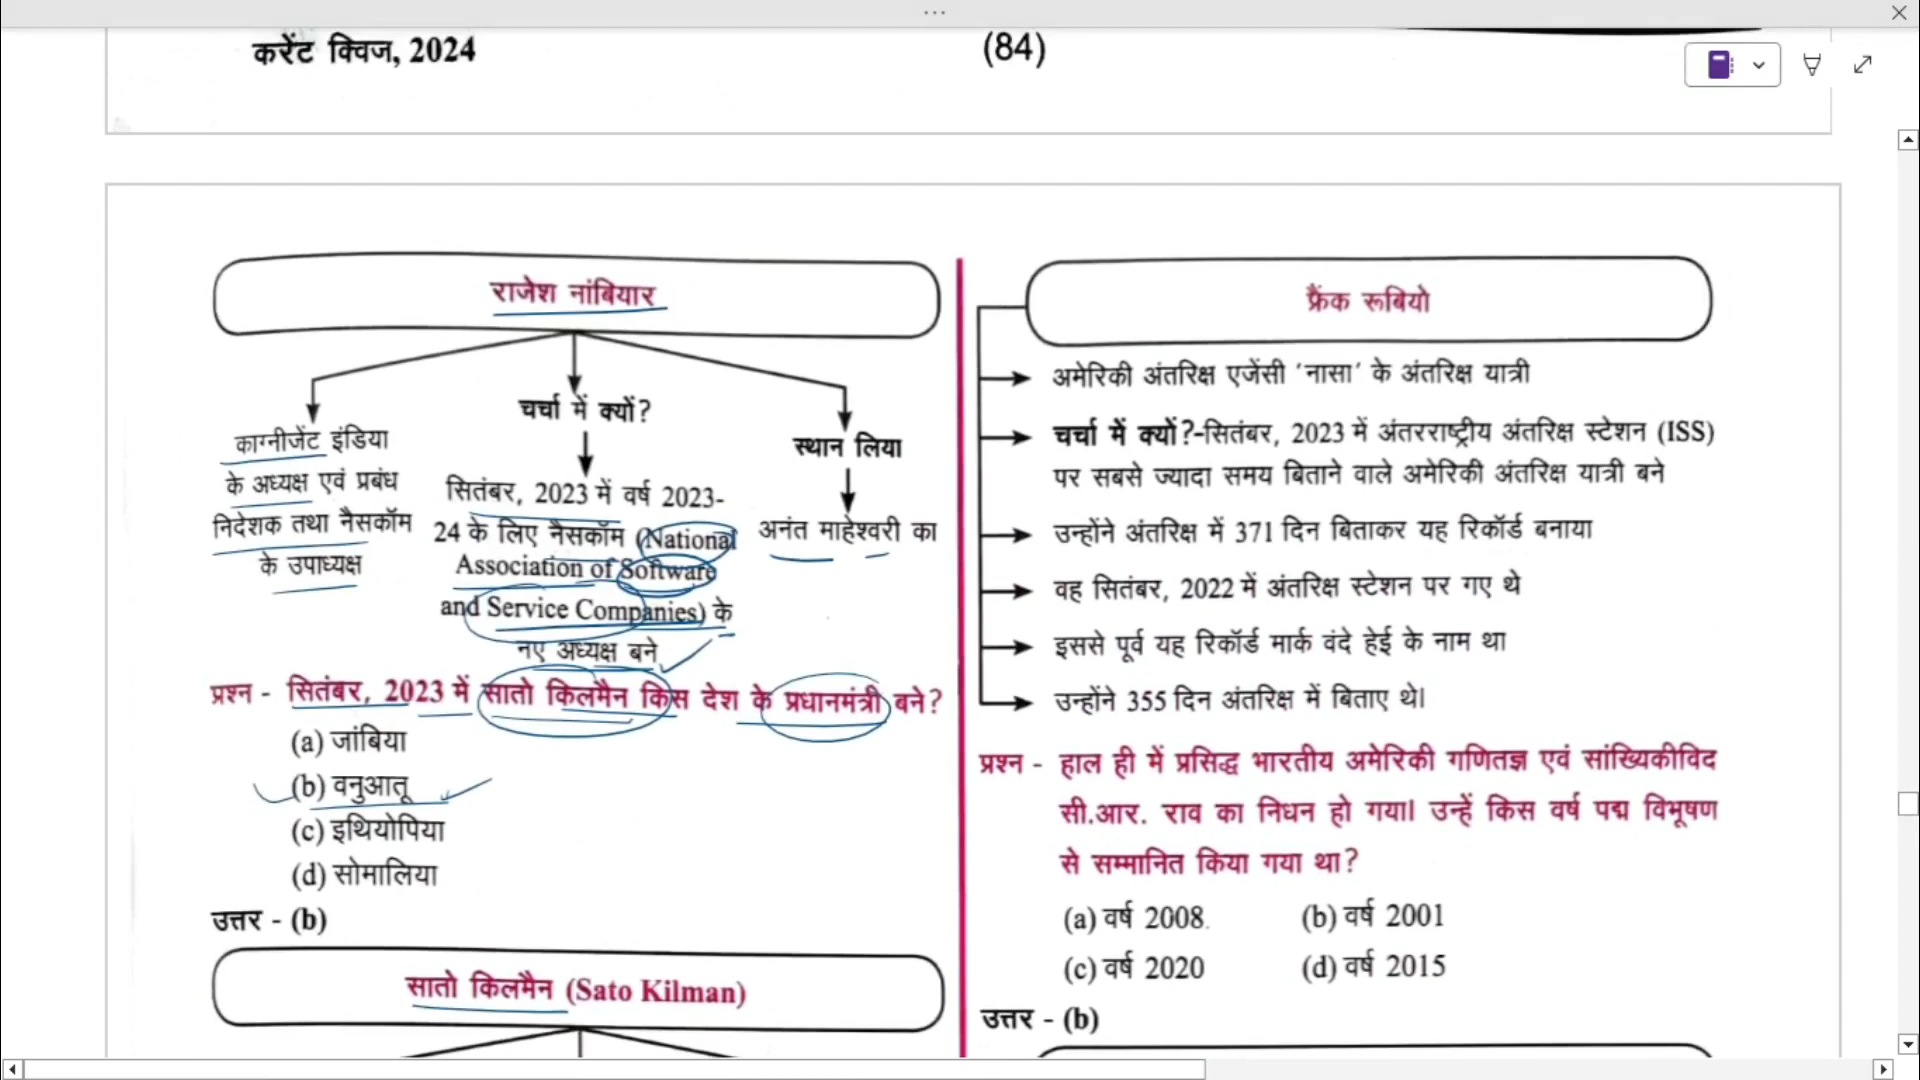 करेंट क्विज, 2024
(84)
राजेश नांबियार
काग्नीजेंट इंडिया
के अध्यक्ष एवं प्रबंध
निदेशक तथा नैसकॉम
के उपाध्यक्ष
चर्चा में क्यों?
सितंबर, 2023 में वर्ष 2023-
24 के लिए नैसकॉम (National
Association of Software
and Service Companies) के
नए अध्यक्ष बने
स्थान लिया
अनंत माहेश्वरी का
प्रश्न - सितंबर, 2023 में सातो किलमैन किस देश के प्रधानमंत्री बने?
(a) जांबिया
(b) वनुआतू
(c) इथियोपिया
(d) सोमालिया
उत्तर - (b)
सातो किलमैन (Sato Kilman)
फ्रैंक रूबियो
अमेरिकी अंतरिक्ष एजेंसी 'नासा' के अंतरिक्ष यात्री
चर्चा में क्यों?-सितंबर, 2023 में अंतरराष्ट्रीय अंतरिक्ष स्टेशन (ISS)
पर सबसे ज्यादा समय बिताने वाले अमेरिकी अंतरिक्ष यात्री बने
उन्होंने अंतरिक्ष में 371 दिन बिताकर यह रिकॉर्ड बनाया
वह सितंबर, 2022 में अंतरिक्ष स्टेशन पर गए थे
इससे पूर्व यह रिकॉर्ड मार्क वंदे हेई के नाम था
उन्होंने 355 दिन अंतरिक्ष में बिताए थे।
प्रश्न - हाल ही में प्रसिद्ध भारतीय अमेरिकी गणितज्ञ एवं सांख्यिकीविद
सी.आर. राव का निधन हो गया। उन्हें किस वर्ष पद्म विभूषण
से सम्मानित किया गया था?
(a) वर्ष 2008. (b) वर्ष 2001
(c) वर्ष 2020 (d) वर्ष 2015
उत्तर - (b)